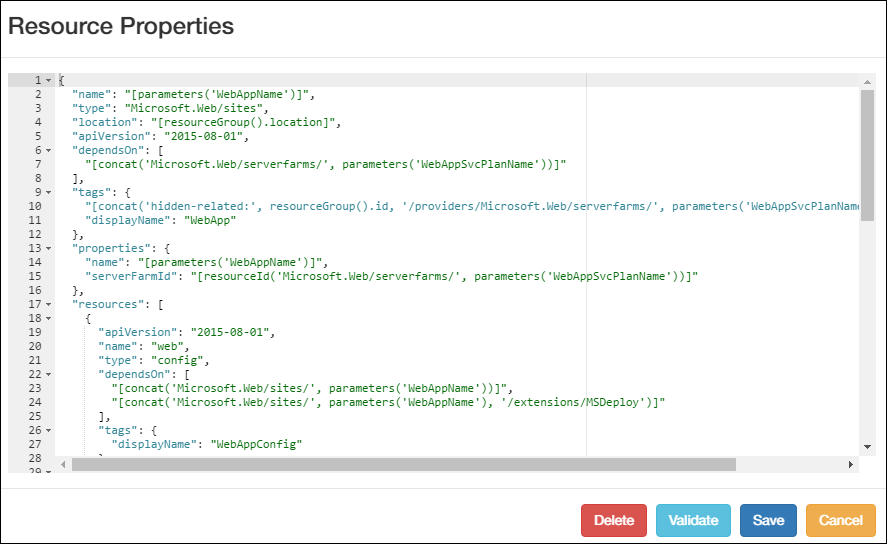 Resource Properties
1 {
2   "name": "[parameters('WebAppName')]",
3   "type": "Microsoft.Web/sites",
4   "location": "[resourceGroup().location]",
5   "apiVersion": "2015-08-01",
6   "dependsOn": [
7     "[concat('Microsoft.Web/serverfarms/', parameters('WebAppSvcPlanName'))]"
8   ],
9   "tags": {
10     "[concat('hidden-related:', resourceGroup().id, '/providers/Microsoft.Web/serverfarms/', parameters('WebAppSvcPlanName
11     "displayName": "WebApp"
12   },
13   "properties": {
14     "name": "[parameters('WebAppName')]",
15     "serverFarmId": "[resourceId('Microsoft.Web/serverfarms/', parameters('WebAppSvcPlanName'))]"
16   },
17   "resources": [
18     {
19       "apiVersion": "2015-08-01",
20       "name": "web",
21       "type": "config",
22       "dependsOn": [
23         "[concat('Microsoft.Web/sites/', parameters('WebAppName'))]",
24         "[concat('Microsoft.Web/sites/', parameters('WebAppName'), '/extensions/MSDeploy')]"
25       ],
26       "tags": {
27         "displayName": "WebAppConfig"
28
29
Delete Validate Save Cancel